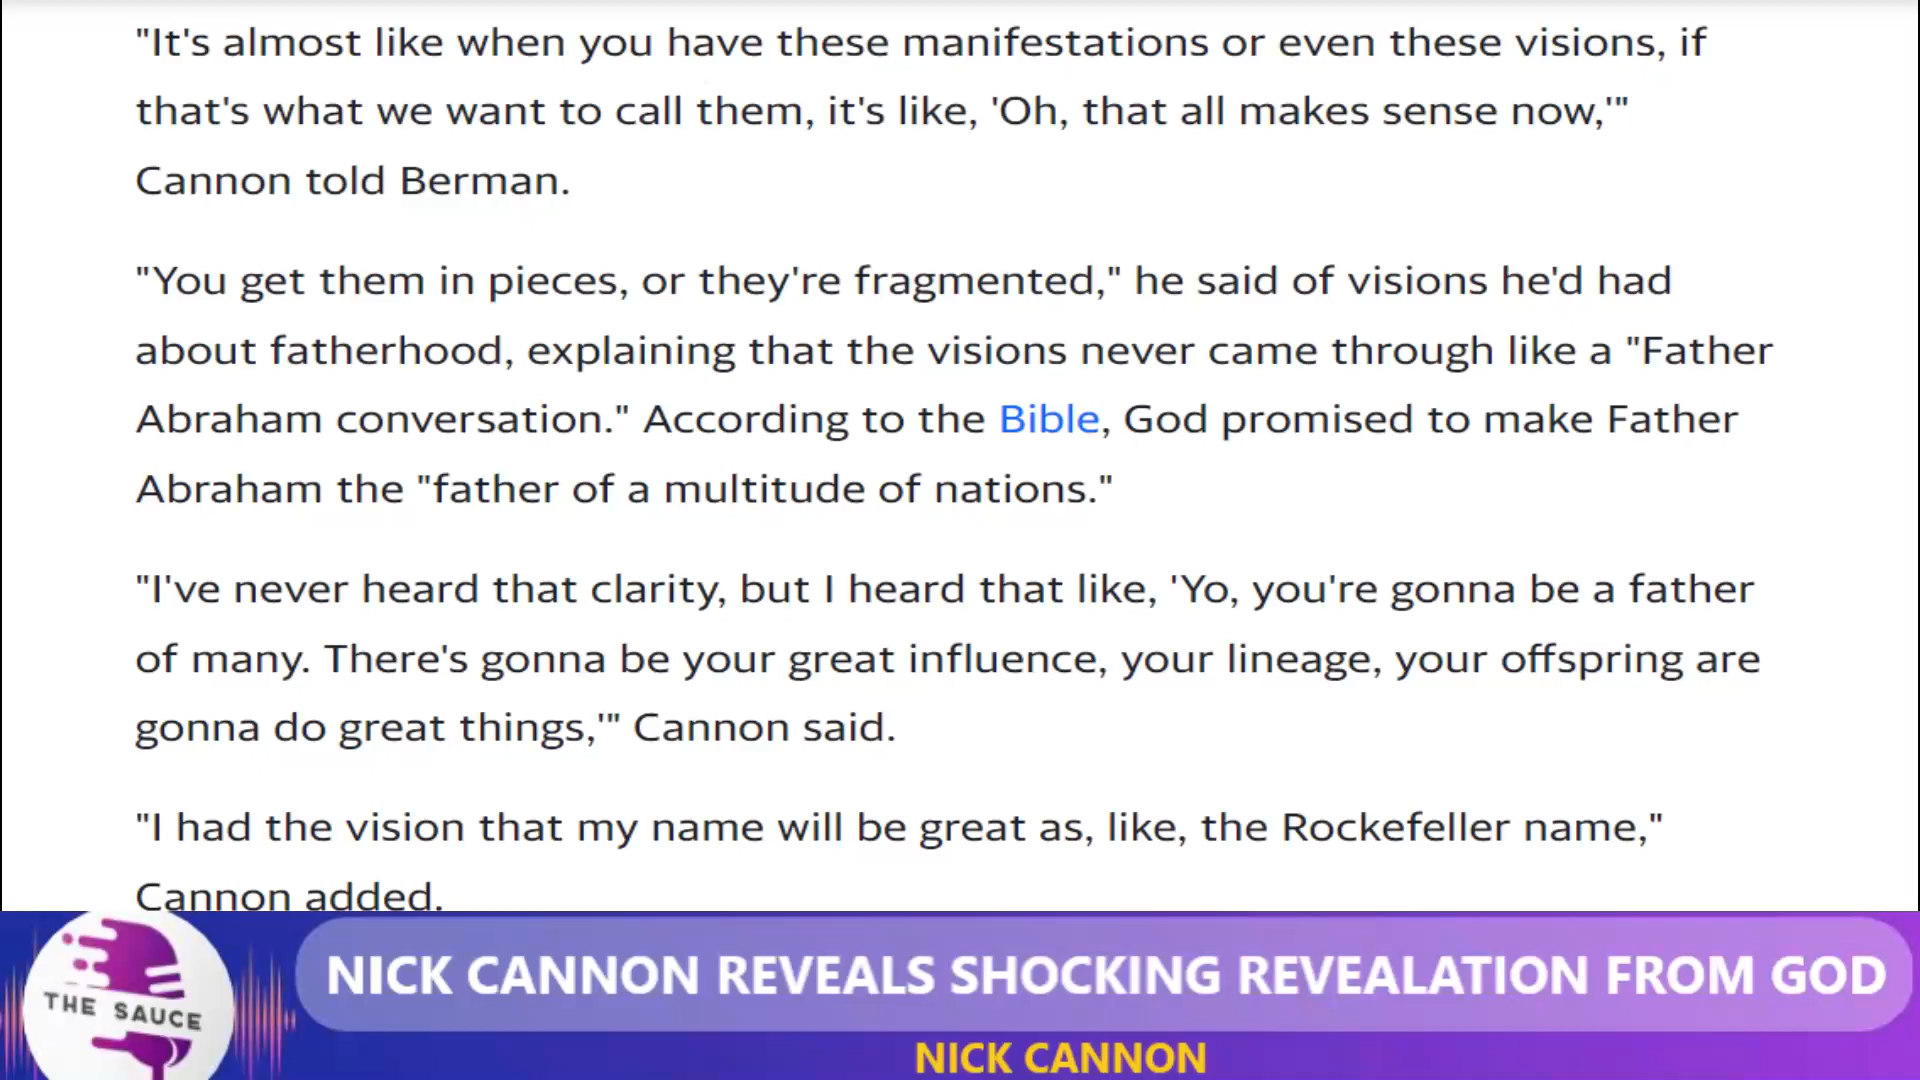 "It's almost like when you have these manifestations or even these visions, if
that's what we want to call them, it's like, 'Oh, that all makes sense now,'"
Cannon told Berman.
"You get them in pieces, or they're fragmented," he said of visions he'd had
about fatherhood, explaining that the visions never came through like a "Father
Abraham conversation." According to the Bible, God promised to make Father
Abraham the "father of a multitude of nations."
"I've never heard that clarity, but I heard that like, 'Yo, you're gonna be a father
of many. There's gonna be your great influence, your lineage, your offspring are
gonna do great things,'" Cannon said.
"I had the vision that my name will be great as, like, the Rockefeller name,"
Cannon added.
THE SAUCE
NICK CANNON REVEALS SHOCKING REVEALATION FROM GOD
NICK CANNON